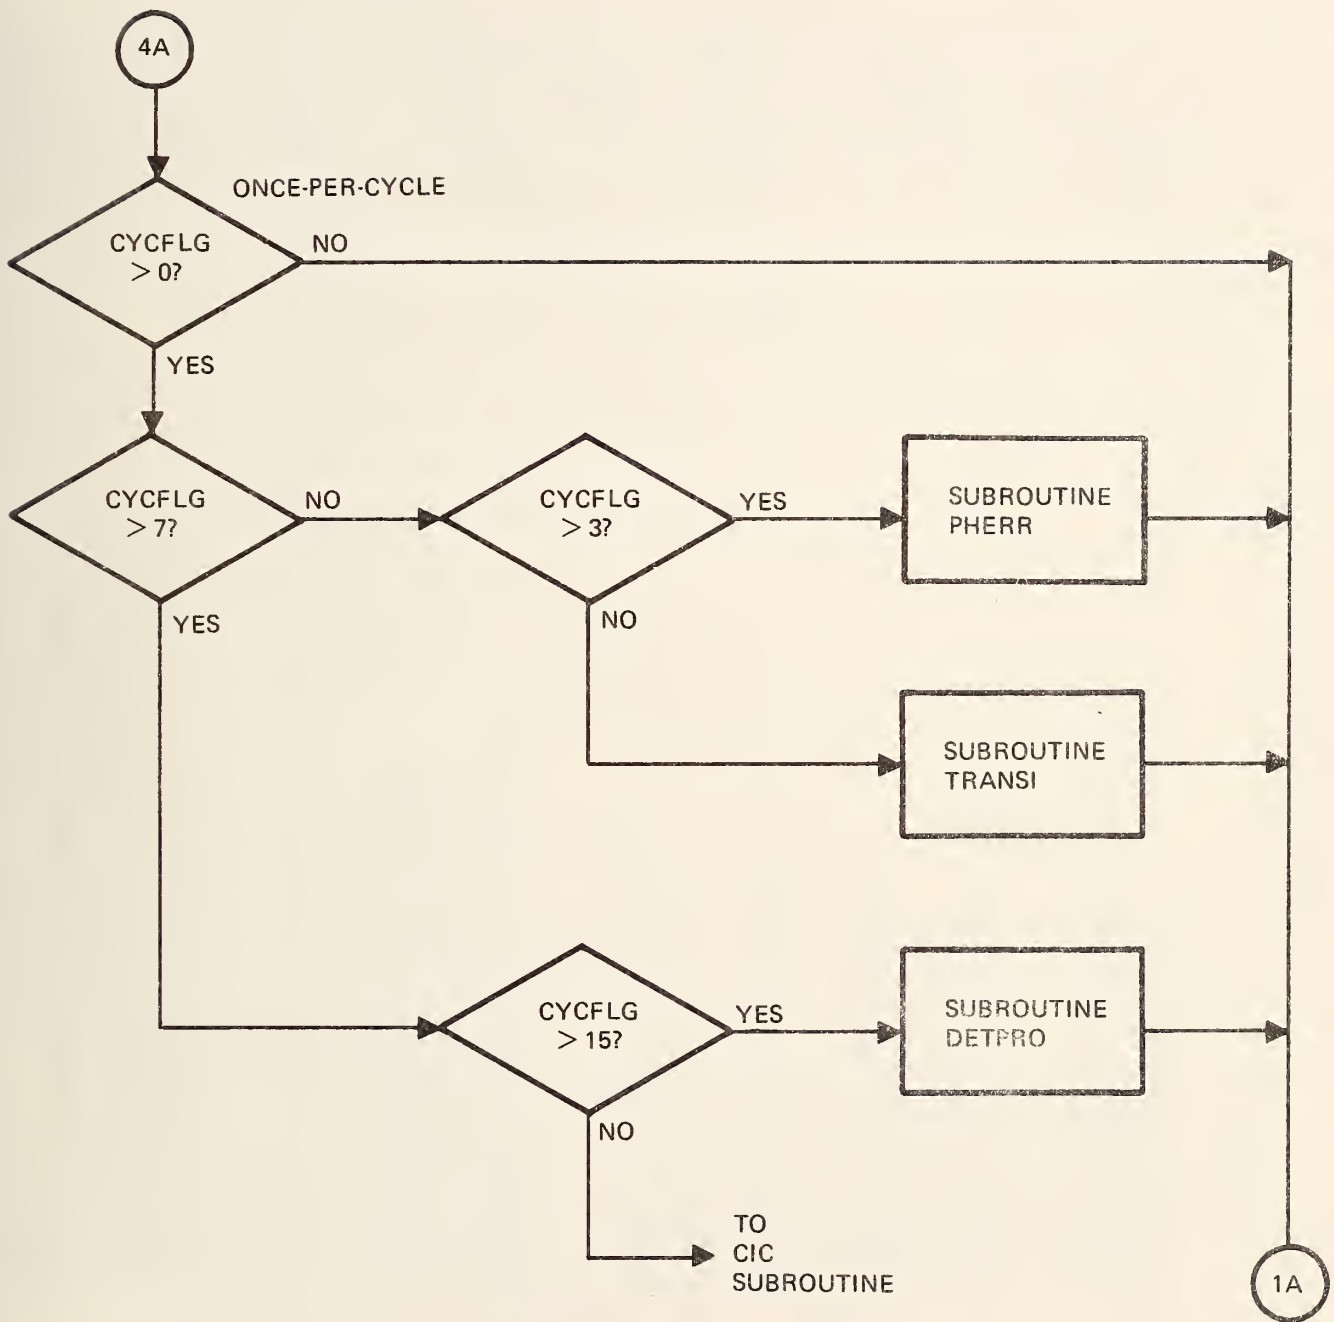 4A
ONCE-PER-CYCLE
CYCFLG
> 0?
NO
YES
CYCFLG
> 7?
NO
CYCFLG
> 3?
YES
SUBROUTINE
PHERR
YES
NO
SUBROUTINE
TRANSI
CYCFLG
> 15?
YES
SUBROUTINE
DETPRO
NO
TO
CIC
SUBROUTINE
1A